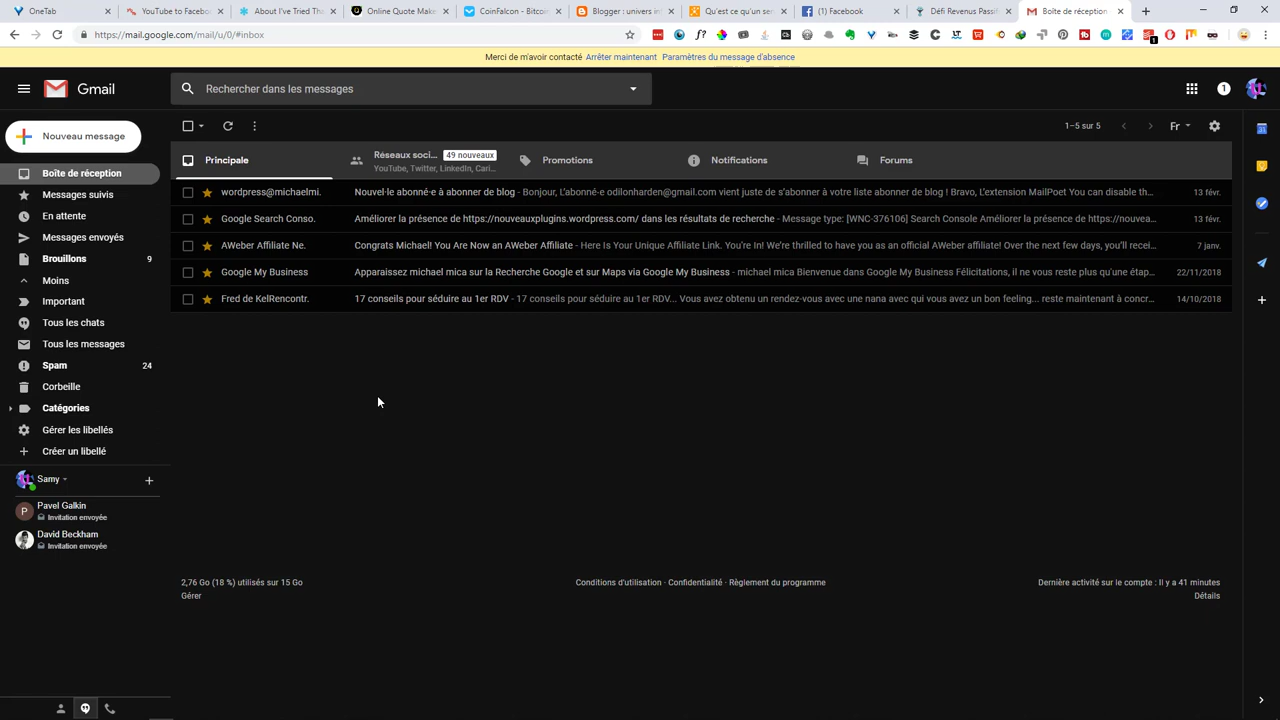 OneTab
YouTube to Facebo
About I've Tried Tha
Online Quote Make
CoinFalcon - Bitcoin
Blogger : univers in
Qu'est ce qu'un ser
(1) Facebook
Défi Revenus Passif
Boîte de réception
https://mail.google.com/mail/u/0/#inbox
1
Merci de m'avoir contacté Arrêter maintenant Paramètres du message d'absence
Gmail
Rechercher dans les messages
1
Nouveau message
1–5 sur 5
Fr
Principale
Réseaux soci... 49 nouveaux
YouTube, Twitter, LinkedIn, Cari...
Promotions
Notifications
Forums
Boîte de réception
Messages suivis
En attente
Messages envoyés
Brouillons 9
Moins
Important
Tous les chats
Tous les messages
Spam 24
Corbeille
Catégories
Gérer les libellés
Créer un libellé
wordpress@michaelmi. Nouvel·le abonné·e à abonner de blog - Bonjour, L'abonné·e odilonharden@gmail.com vient juste de s'abonner à votre liste abonner de blog ! Bravo, L'extension MailPoet You can disable th... 13 févr.
Google Search Conso. Améliorer la présence de https://nouveauxplugins.wordpress.com/ dans les résultats de recherche - Message type: [WNC-376106] Search Console Améliorer la présence de https://nouvea... 13 févr.
AWeber Affiliate Ne. Congrats Michael! You Are Now an AWeber Affiliate - Here Is Your Unique Affiliate Link. You're In! We're thrilled to have you as an official AWeber affiliate! Over the next few days, you'll recei... 7 janv.
Google My Business Apparaissez michael mica sur la Recherche Google et sur Maps via Google My Business - michael mica Bienvenue dans Google My Business Félicitations, il ne vous reste plus qu'une étap... 22/11/2018
Fred de KelRencontr. 17 conseils pour séduire au 1er RDV - 17 conseils pour séduire au 1er RDV... Vous avez obtenu un rendez-vous avec une nana avec qui vous avez un bon feeling... reste maintenant à concr... 14/10/2018
Samy
P
Pavel Galkin
Invitation envoyée
David Beckham
Invitation envoyée
2,76 Go (18 %) utilisés sur 15 Go
Gérer
Conditions d'utilisation · Confidentialité · Règlement du programme
Dernière activité sur le compte : Il y a 41 minutes
Détails